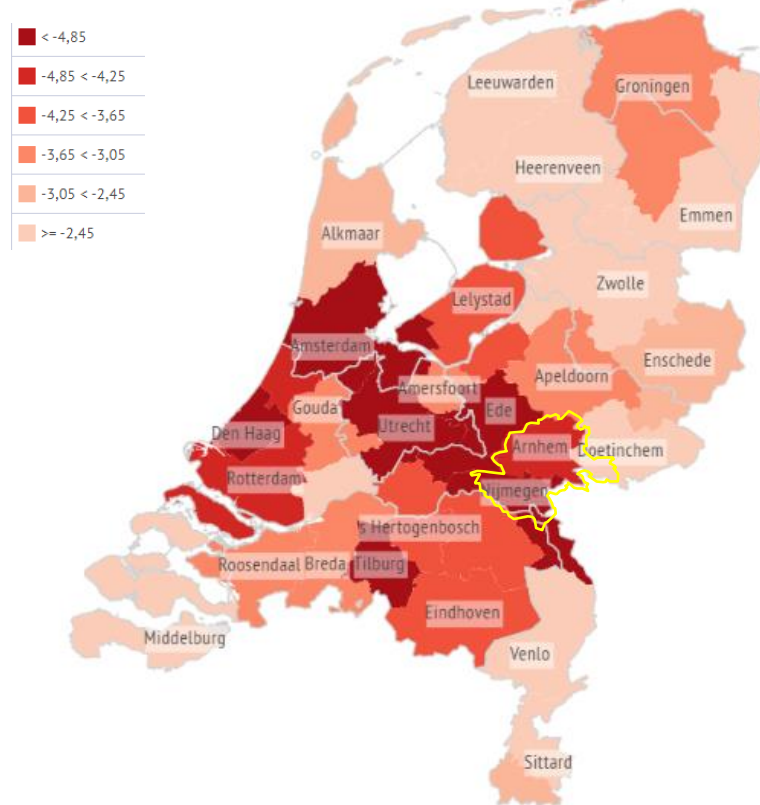 < -4,85
-4,85 < -4,25
-4,25 < -3,65
-3,65 < -3,05
-3,05 < -2,45
>= -2,45
Leeuwarden
Groningen
Heerenveen
Emmen
Alkmaar
Zwolle
Lelystad
Amsterdam
Enschede
Apeldoorn
Amersfoort
Gouda
Ede
Utrecht
Den Haag
Arnhem
Doetinchem
Rotterdam
Nijmegen
's Hertogenbosch
Roosendaal
Breda
Tilburg
Eindhoven
Middelburg
Venlo
Sittard